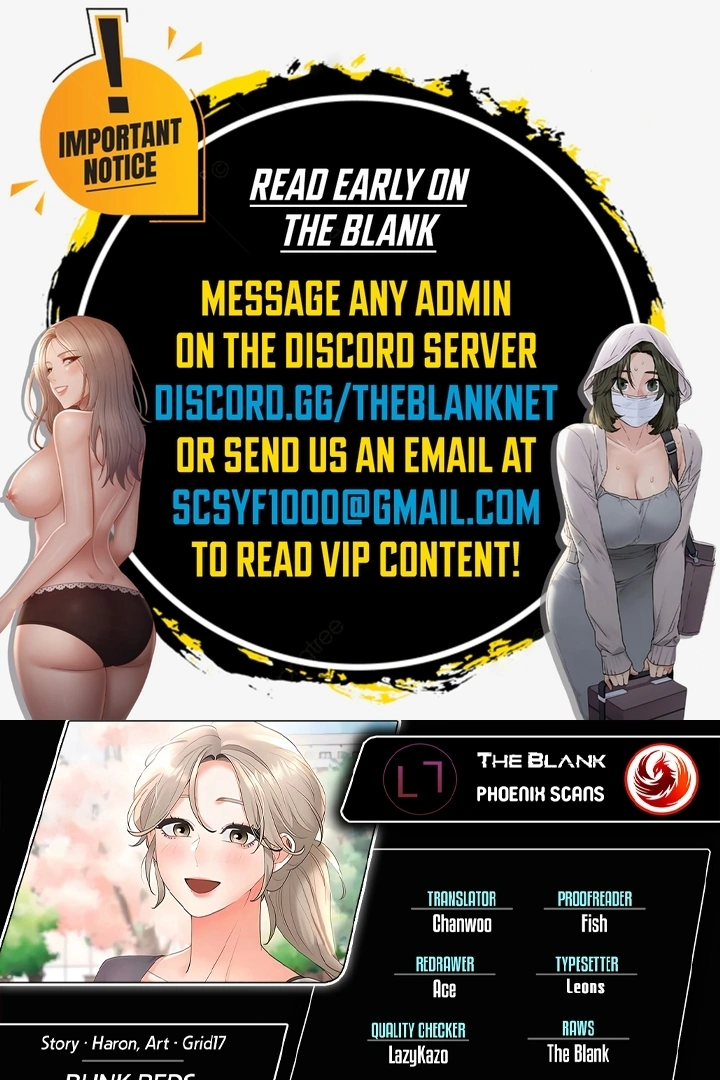 !
IMPORTANT
NOTICE
READ EARLY ON
THE BLANK
MESSAGE ANY ADMIN
ON THE DISCORD SERVER
DISCORD.GG/THEBLANKNET
OR SEND US AN EMAIL AT
SCSYF1000@GMAIL.COM
TO READ VIP CONTENT!
THE BLANK
PHOENIX SCANS
TRANSLATOR
Chanwoo
PROOFREADER
Fish
REDRAWER
Ace
TYPESETTER
Leons
QUALITY CHECKER
LazyKazo
RAWS
The Blank
Story · Haron, Art · Grid17
BUNK BEDS